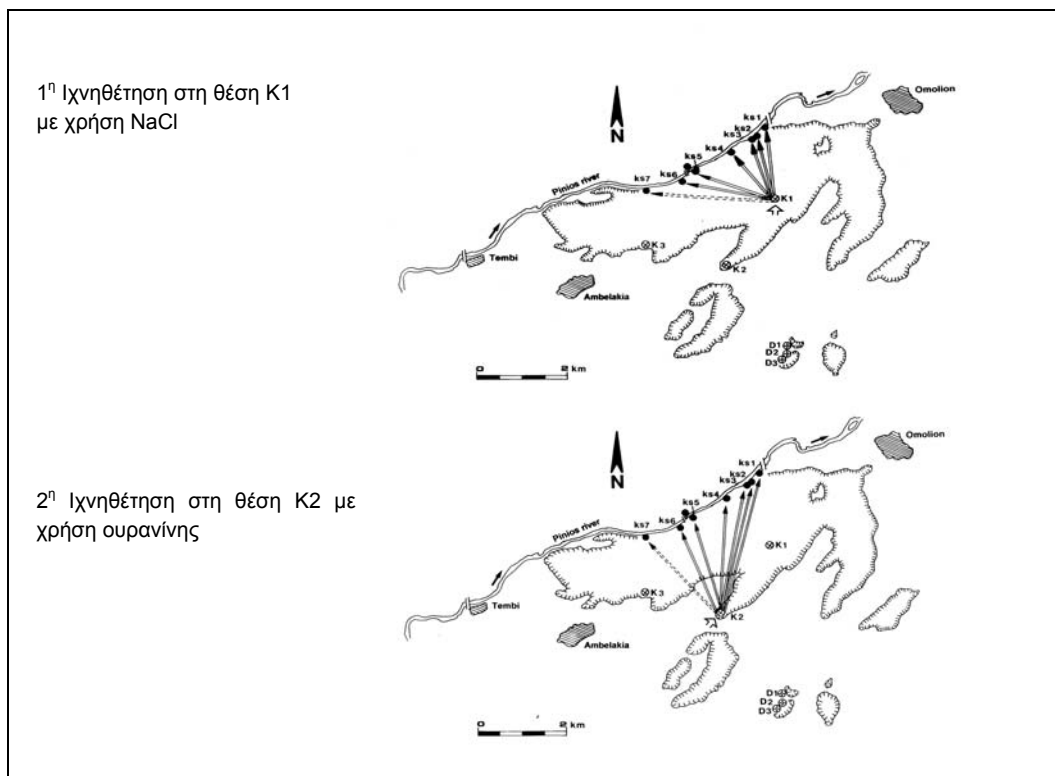 1η Ιχνηθέτηση στη θέση Κ1
με χρήση NaCl
Omolion
N
ks1
ks2
ks3
ks4
ks5
ks6
ks7
Pinios river
K1
K3
K2
Tembi
Ambelakia
D1
D2
D3
0 2 km
2η Ιχνηθέτηση στη θέση Κ2 με
χρήση ουρανίνης
Omolion
N
ks1
ks2
ks3
ks4
ks5
ks6
ks7
Pinios river
K1
K3
K2
Tembi
Ambelakia
D1
D2
D3
0 2 km